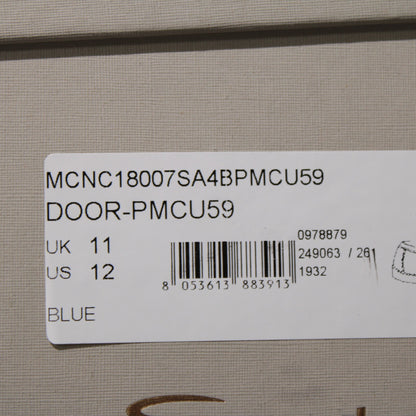 MCNC18007SA4BPMCU59
DOOR-PMCU59
UK 11
US 12
8 053613 883913
0978879
249063 / 261
1932
BLUE